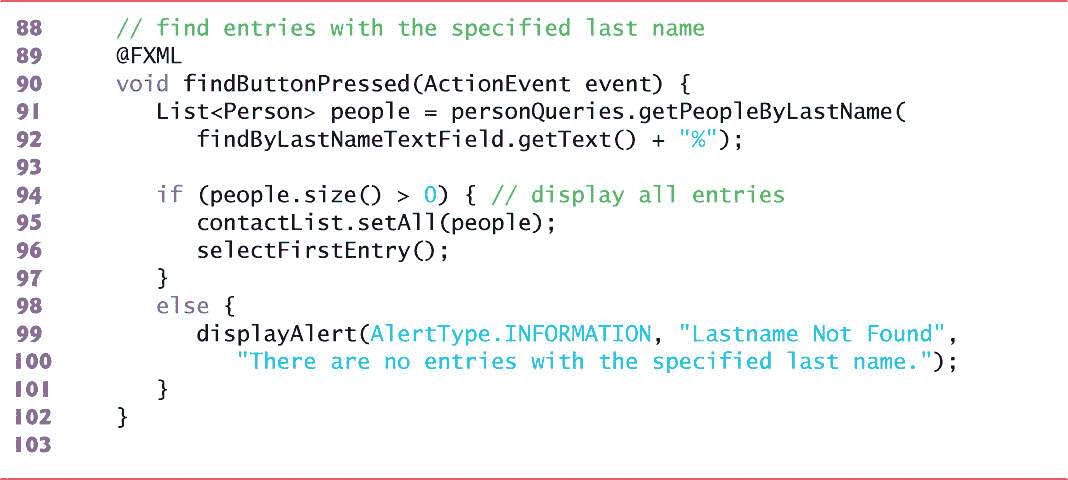 88 // find entries with the specified last name
89 @FXML
90 void findButtonPressed(ActionEvent event) {
91 List<Person> people = personQueries.getPeopleByLastName(
92 findByLastNameTextField.getText() + "%");
93
94 if (people.size() > 0) { // display all entries
95 contactList.setAll(people);
96 selectFirstEntry();
97 }
98 else {
99 displayAlert(AlertType.INFORMATION, "Lastname Not Found",
100 "There are no entries with the specified last name.");
101 }
102 }
103